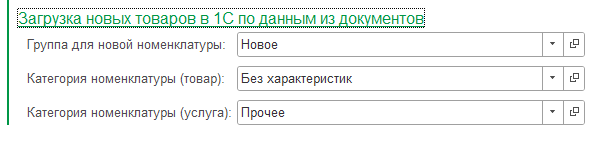 Загрузка новых товаров в 1С по данным из документов
Группа для новой номенклатуры: Новое
Категория номенклатуры (товар): Без характеристик
Категория номенклатуры (услуга): Прочее